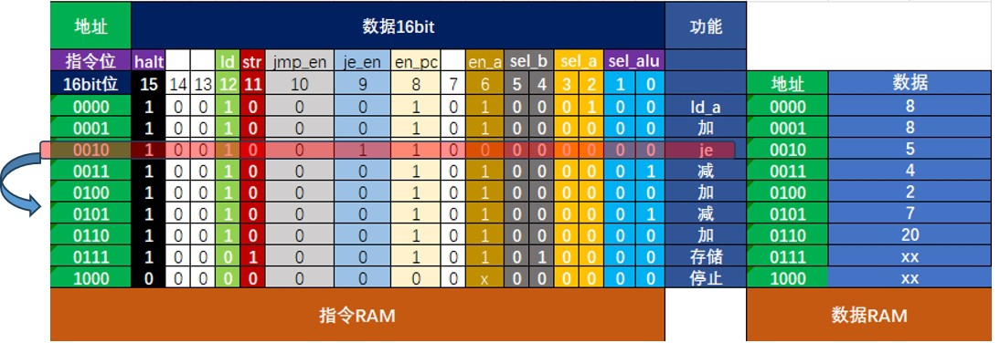 地址 数据16bit 功能
指令位 halt ld str jmp_en je_en en_pc en_a sel_b sel_a sel_alu
16bit位 15 14 13 12 11 10 9 8 7 6 5 4 3 2 1 0 地址 数据
0000 1 0 0 1 0 0 0 1 0 1 0 0 0 1 0 0 ld_a 0000 8
0001 1 0 0 1 0 0 0 1 0 1 0 0 0 0 0 0 加 0001 8
0010 1 0 0 1 0 0 1 1 0 0 0 0 0 0 0 0 je 0010 5
0011 1 0 0 1 0 0 0 1 0 1 0 0 0 0 0 1 减 0011 4
0100 1 0 0 1 0 0 0 1 0 1 0 0 0 0 0 0 加 0100 2
0101 1 0 0 1 0 0 0 1 0 1 0 0 0 0 0 1 减 0101 7
0110 1 0 0 1 0 0 0 1 0 1 0 0 0 0 0 0 加 0110 20
0111 1 0 0 0 1 0 0 1 0 1 0 1 0 0 0 0 存储 0111 xx
1000 0 0 0 0 0 0 0 0 0 x 0 0 0 0 0 0 停止 1000 xx
指令RAM 数据RAM